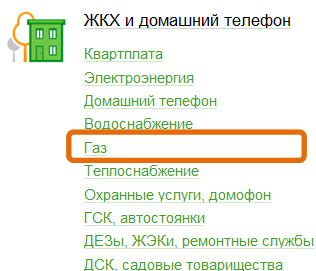 ЖКХ и домашний телефон
Квартплата
Электроэнергия
Домашний телефон
Водоснабжение
Газ
Теплоснабжение
Охранные услуги, домофон
ГСК, автостоянки
ДЕЗы, ЖЭКи, ремонтные службы
ДСК, садовые товарищества